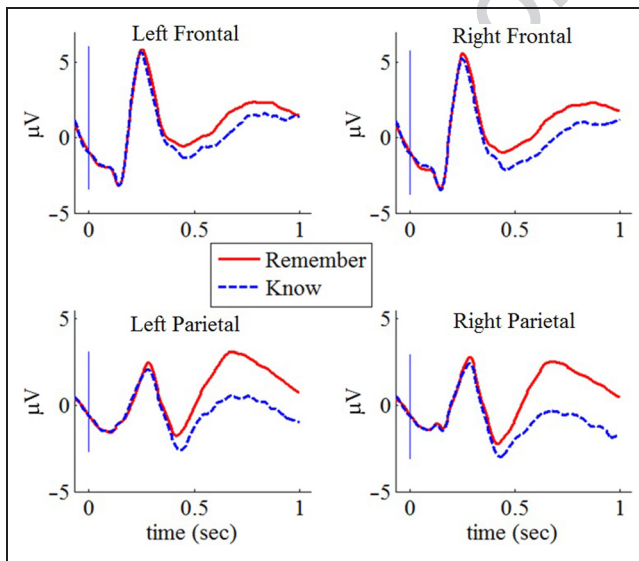 Left Frontal
Right Frontal
5
0
−5
μV
0
0.5
1
5
0
−5
μV
0
0.5
1
Remember
Know
Left Parietal
Right Parietal
5
0
−5
μV
0
0.5
1
time (sec)
5
0
−5
μV
0
0.5
1
time (sec)